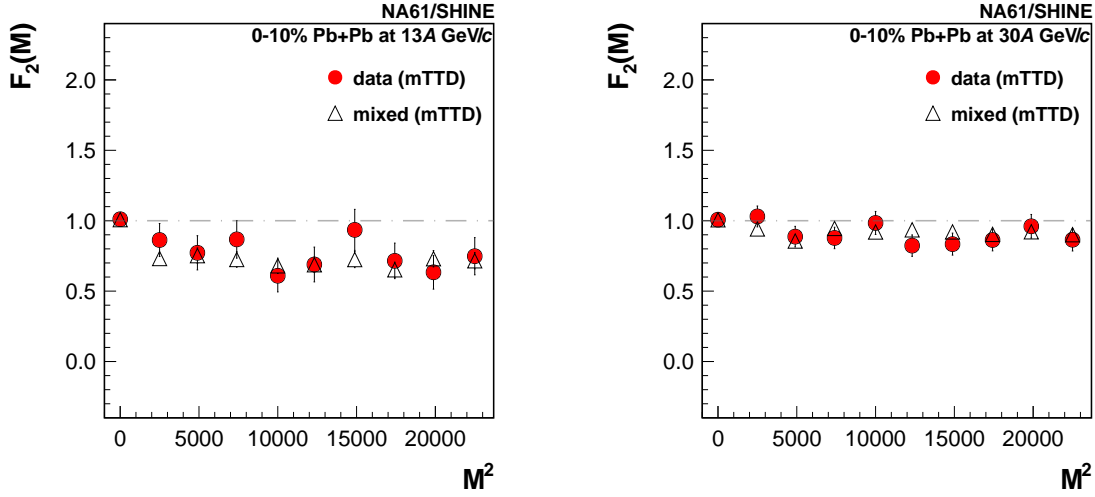 NA61/SHINE
0-10% Pb+Pb at 13A GeV/c
F₂(M)
data (mTTD)
mixed (mTTD)
2.0
1.5
1.0
0.5
0.0
0 5000 10000 15000 20000
M²
NA61/SHINE
0-10% Pb+Pb at 30A GeV/c
F₂(M)
data (mTTD)
mixed (mTTD)
2.0
1.5
1.0
0.5
0.0
0 5000 10000 15000 20000
M²